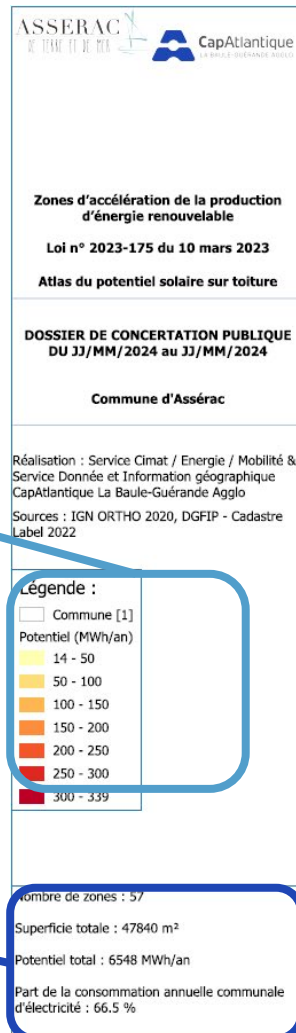 ASSERAC
DE TERRE ET DE MER
CapAtlantique
LA BAULE-GUÉRANDE AGGLO
Zones d'accélération de la production
d'énergie renouvelable
Loi n° 2023-175 du 10 mars 2023
Atlas du potentiel solaire sur toiture
DOSSIER DE CONCERTATION PUBLIQUE
DU JJ/MM/2024 au JJ/MM/2024
Commune d'Assérac
Réalisation : Service Cimat / Energie / Mobilité &
Service Donnée et Information géographique
CapAtlantique La Baule-Guérande Agglo
Sources : IGN ORTHO 2020, DGFIP - Cadastre
Label 2022
Légende :
Commune [1]
Potentiel (MWh/an)
14 - 50
50 - 100
100 - 150
150 - 200
200 - 250
250 - 300
300 - 339
Nombre de zones : 57
Superficie totale : 47840 m²
Potentiel total : 6548 MWh/an
Part de la consommation annuelle communale
d'électricité : 66.5 %